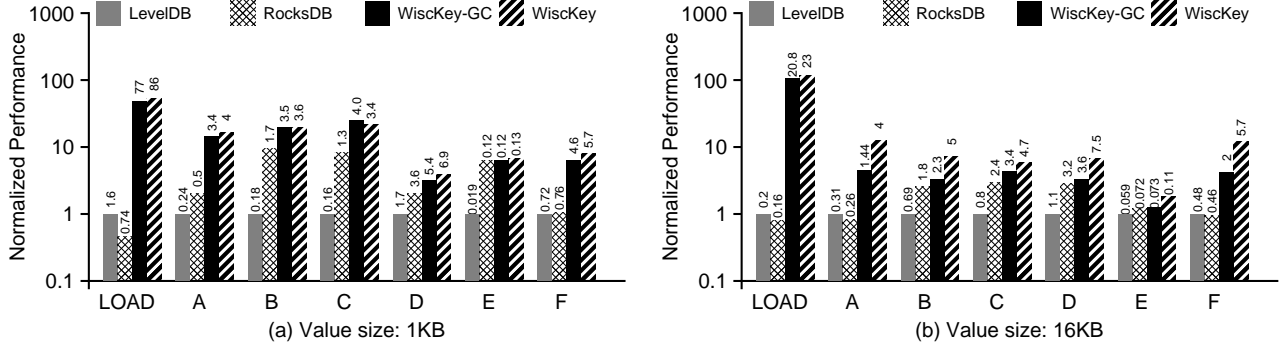 LevelDB RocksDB WiscKey-GC WiscKey
Normalized Performance
1000
100
10
1
0.1
1.6 0.74 77 86
0.24 0.5 3.4 4
0.18 1.7 3.5 3.6
0.16 1.3 4.0 3.4
1.7 3.6 5.4 6.9
0.019 0.12 0.12 0.13
0.72 0.76 4.6 5.7
LOAD A B C D E F
(a) Value size: 1KB
LevelDB RocksDB WiscKey-GC WiscKey
Normalized Performance
1000
100
10
1
0.1
0.2 0.16 20.8 23
0.31 0.26 1.44 4
0.69 1.8 2.3 5
0.8 2.4 3.4 4.7
1.1 3.2 3.6 7.5
0.059 0.072 0.073 0.11
0.48 0.46 2 5.7
LOAD A B C D E F
(b) Value size: 16KB